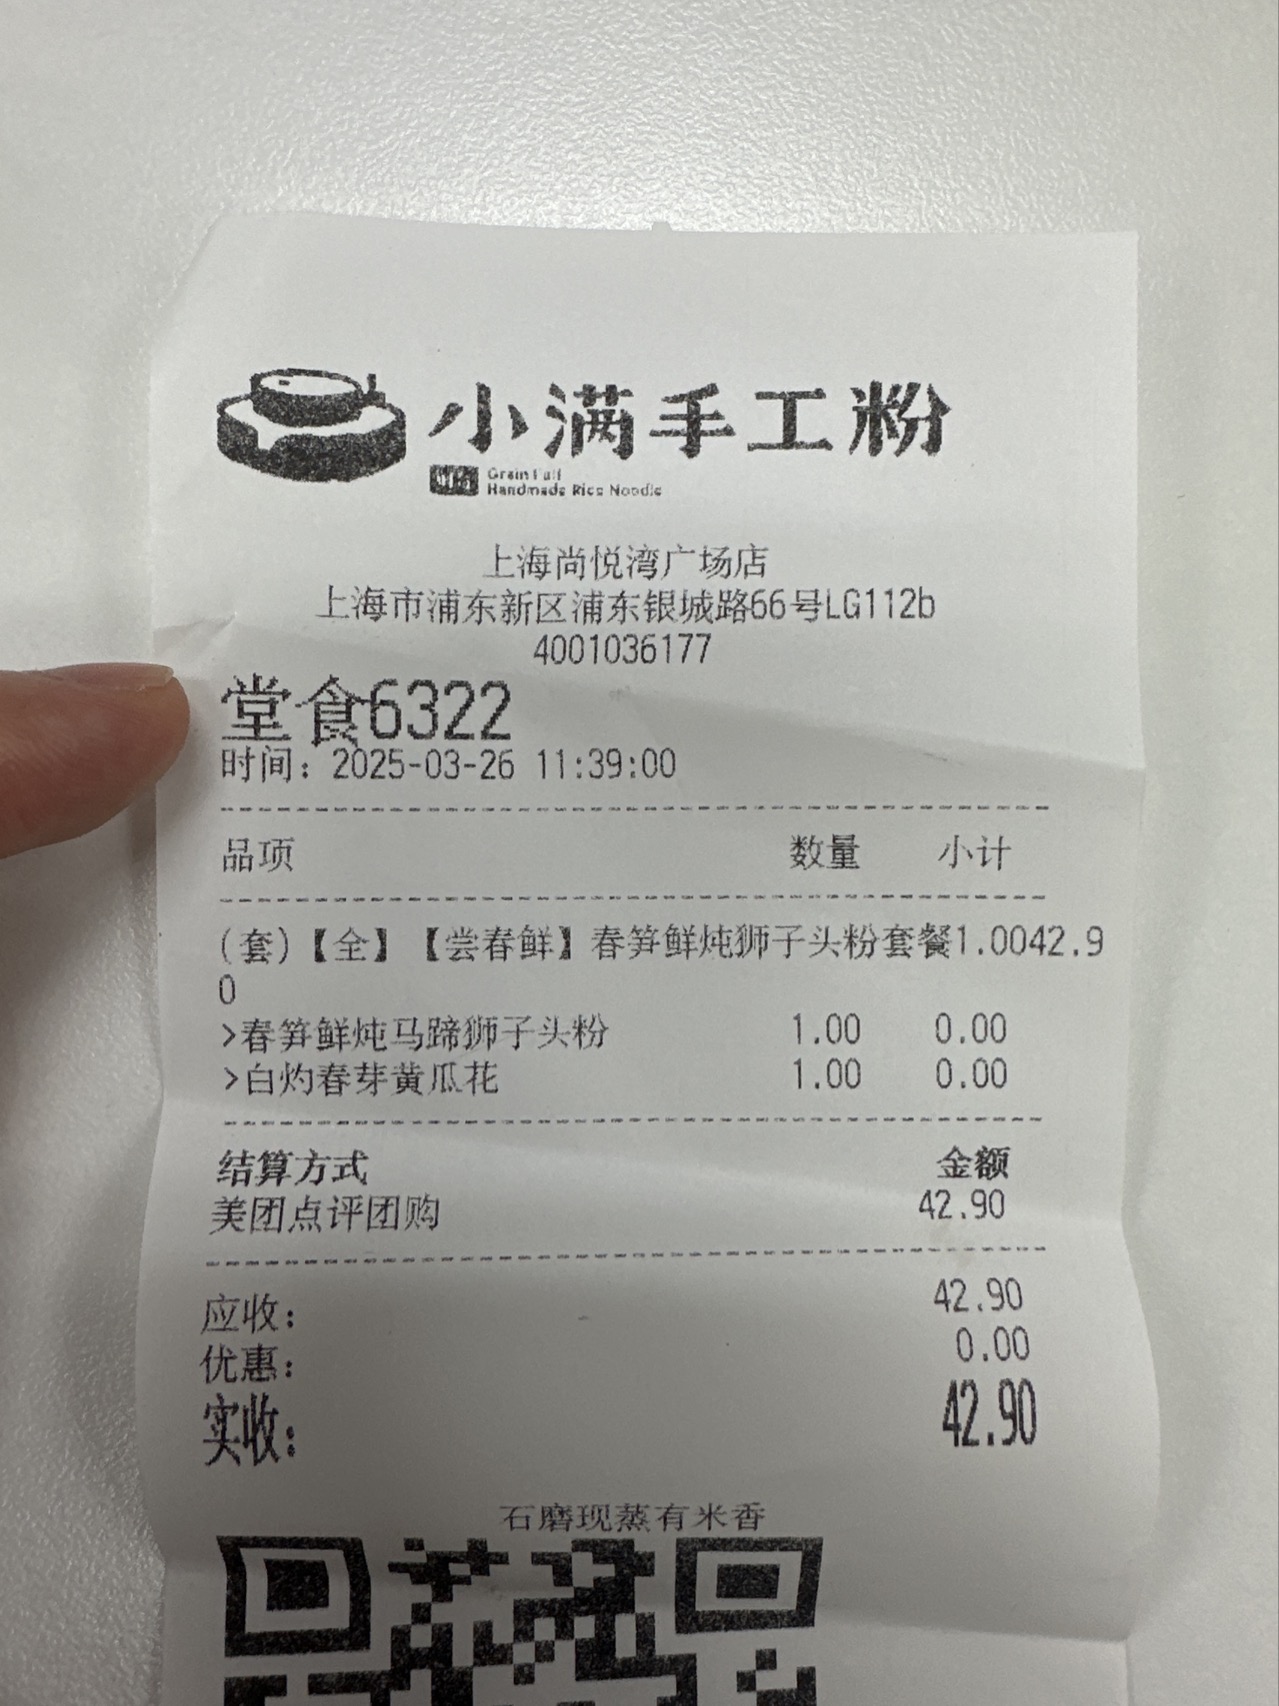 小满手工粉
Grain Full
Handmade Rice Noodle
上海尚悦湾广场店
上海市浦东新区浦东银城路66号LG112b
4001036177
堂食6322
时间：2025-03-26 11:39:00
品项 数量 小计
(套)【全】【尝春鲜】春笋鲜炖狮子头粉套餐1.0042.9
0
>春笋鲜炖马蹄狮子头粉 1.00 0.00
>白灼春芽黄瓜花 1.00 0.00
结算方式 金额
美团点评团购 42.90
应收： 42.90
优惠： 0.00
实收： 42.90
石磨现蒸有米香